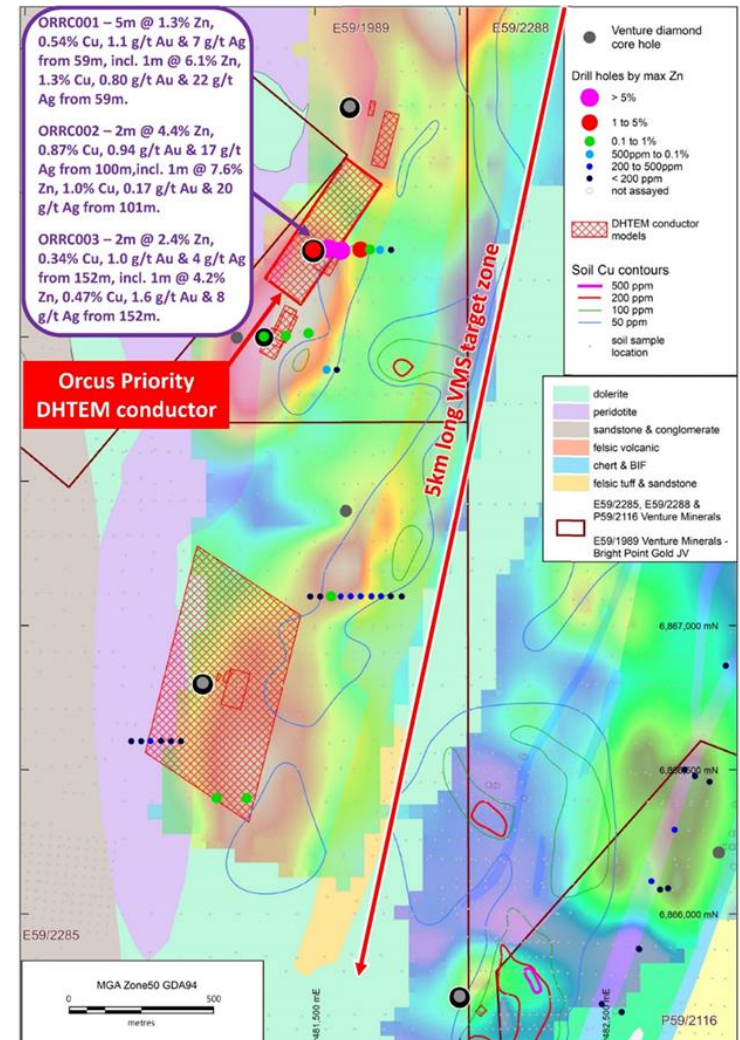 ORRC001 – 5m @ 1.3% Zn,
0.54% Cu, 1.1 g/t Au & 7 g/t Ag
from 59m, incl. 1m @ 6.1% Zn,
1.3% Cu, 0.80 g/t Au & 22 g/t
Ag from 59m.
ORRC002 – 2m @ 4.4% Zn,
0.87% Cu, 0.94 g/t Au & 17 g/t
Ag from 100m,incl. 1m @ 7.6%
Zn, 1.0% Cu, 0.17 g/t Au & 20
g/t Ag from 101m.
ORRC003 – 2m @ 2.4% Zn,
0.34% Cu, 1.0 g/t Au & 4 g/t Ag
from 152m, incl. 1m @ 4.2%
Zn, 0.47% Cu, 1.6 g/t Au & 8
g/t Ag from 152m.
E59/1989
E59/2288
Venture diamond
core hole
Drill holes by max Zn
> 5%
1 to 5%
0.1 to 1%
500ppm to 0.1%
200 to 500ppm
< 200 ppm
not assayed
DHTEM conductor
models
Soil Cu contours
500 ppm
200 ppm
100 ppm
50 ppm
soil sample
location
Orcus Priority
DHTEM conductor
5km long VMS target zone
dolerite
peridotite
sandstone & conglomerate
felsic volcanic
chert & BIF
felsic tuff & sandstone
E59/2285, E59/2288 &
P59/2116 Venture Minerals
E59/1989 Venture Minerals -
Bright Point Gold JV
6,867,000 mN
6,866,500 mN
6,866,000 mN
E59/2285
MGA Zone50 GDA94
0 500
metres
481,500 mE
482,500 mE
P59/2116